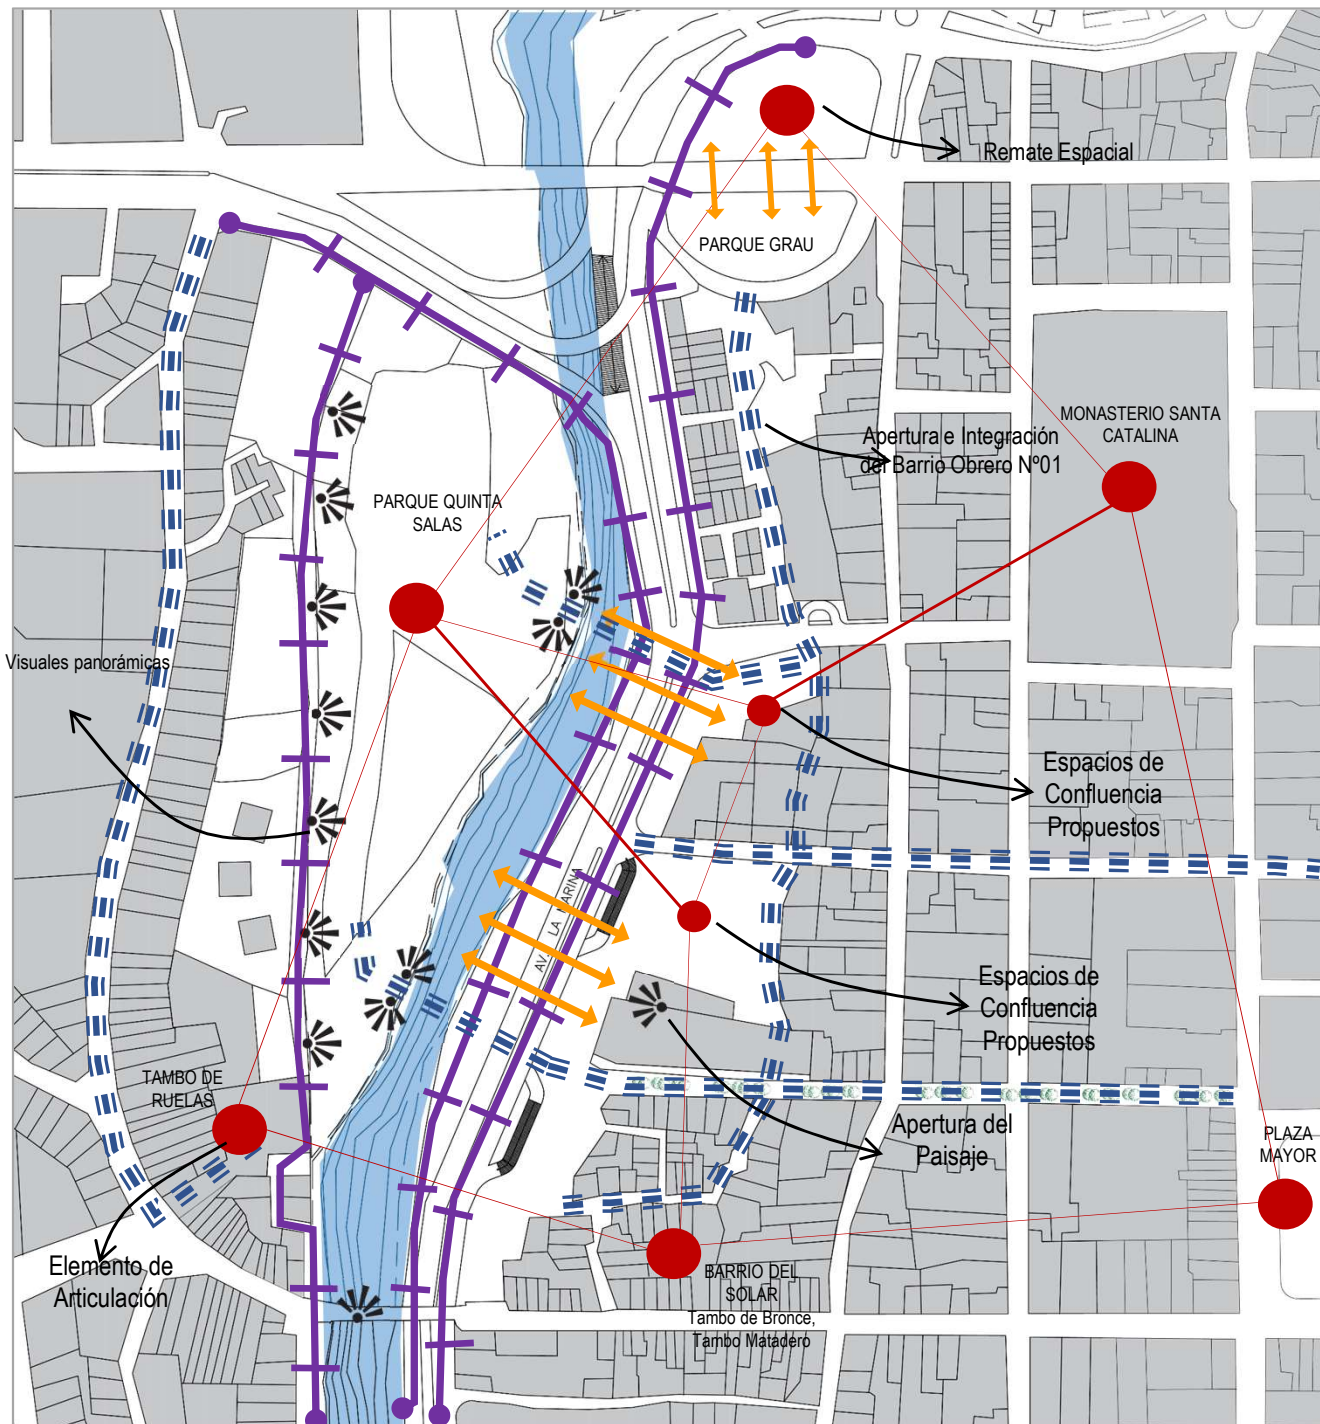 Remate Espacial
PARQUE GRAU
MONASTERIO SANTA
CATALINA
Apertura e Integración
del Barrio Obrero Nº01
PARQUE QUINTA
SALAS
Visuales panorámicas
Espacios de
Confluencia
Propuestos
AV. LA MARINA
Espacios de
Confluencia
Propuestos
TAMBO DE
RUELAS
Apertura del
Paisaje
PLAZA
MAYOR
Elemento de
Articulación
BARRIO DEL
SOLAR
Tambo de Bronce,
Tambo Matadero